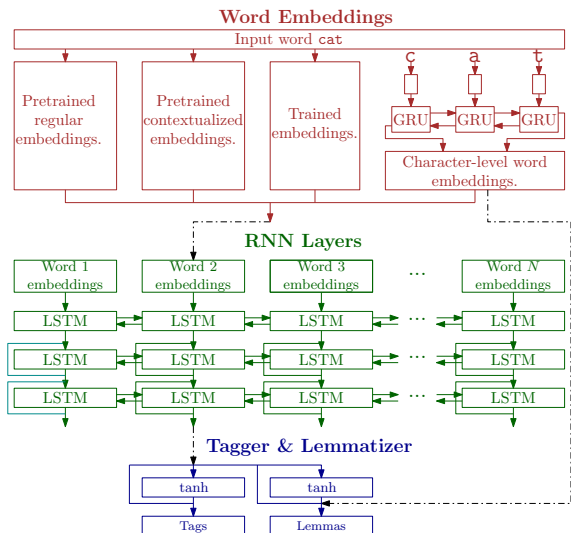 Word Embeddings
Input word cat
c a t
Pretrained
regular
embeddings.
Pretrained
contextualized
embeddings.
Trained
embeddings.
GRU GRU GRU
Character-level word
embeddings.
RNN Layers
Word 1
embeddings
Word 2
embeddings
Word 3
embeddings
...
Word N
embeddings
LSTM LSTM LSTM ... LSTM
LSTM LSTM LSTM ... LSTM
LSTM LSTM LSTM ... LSTM
Tagger & Lemmatizer
tanh tanh
Tags Lemmas